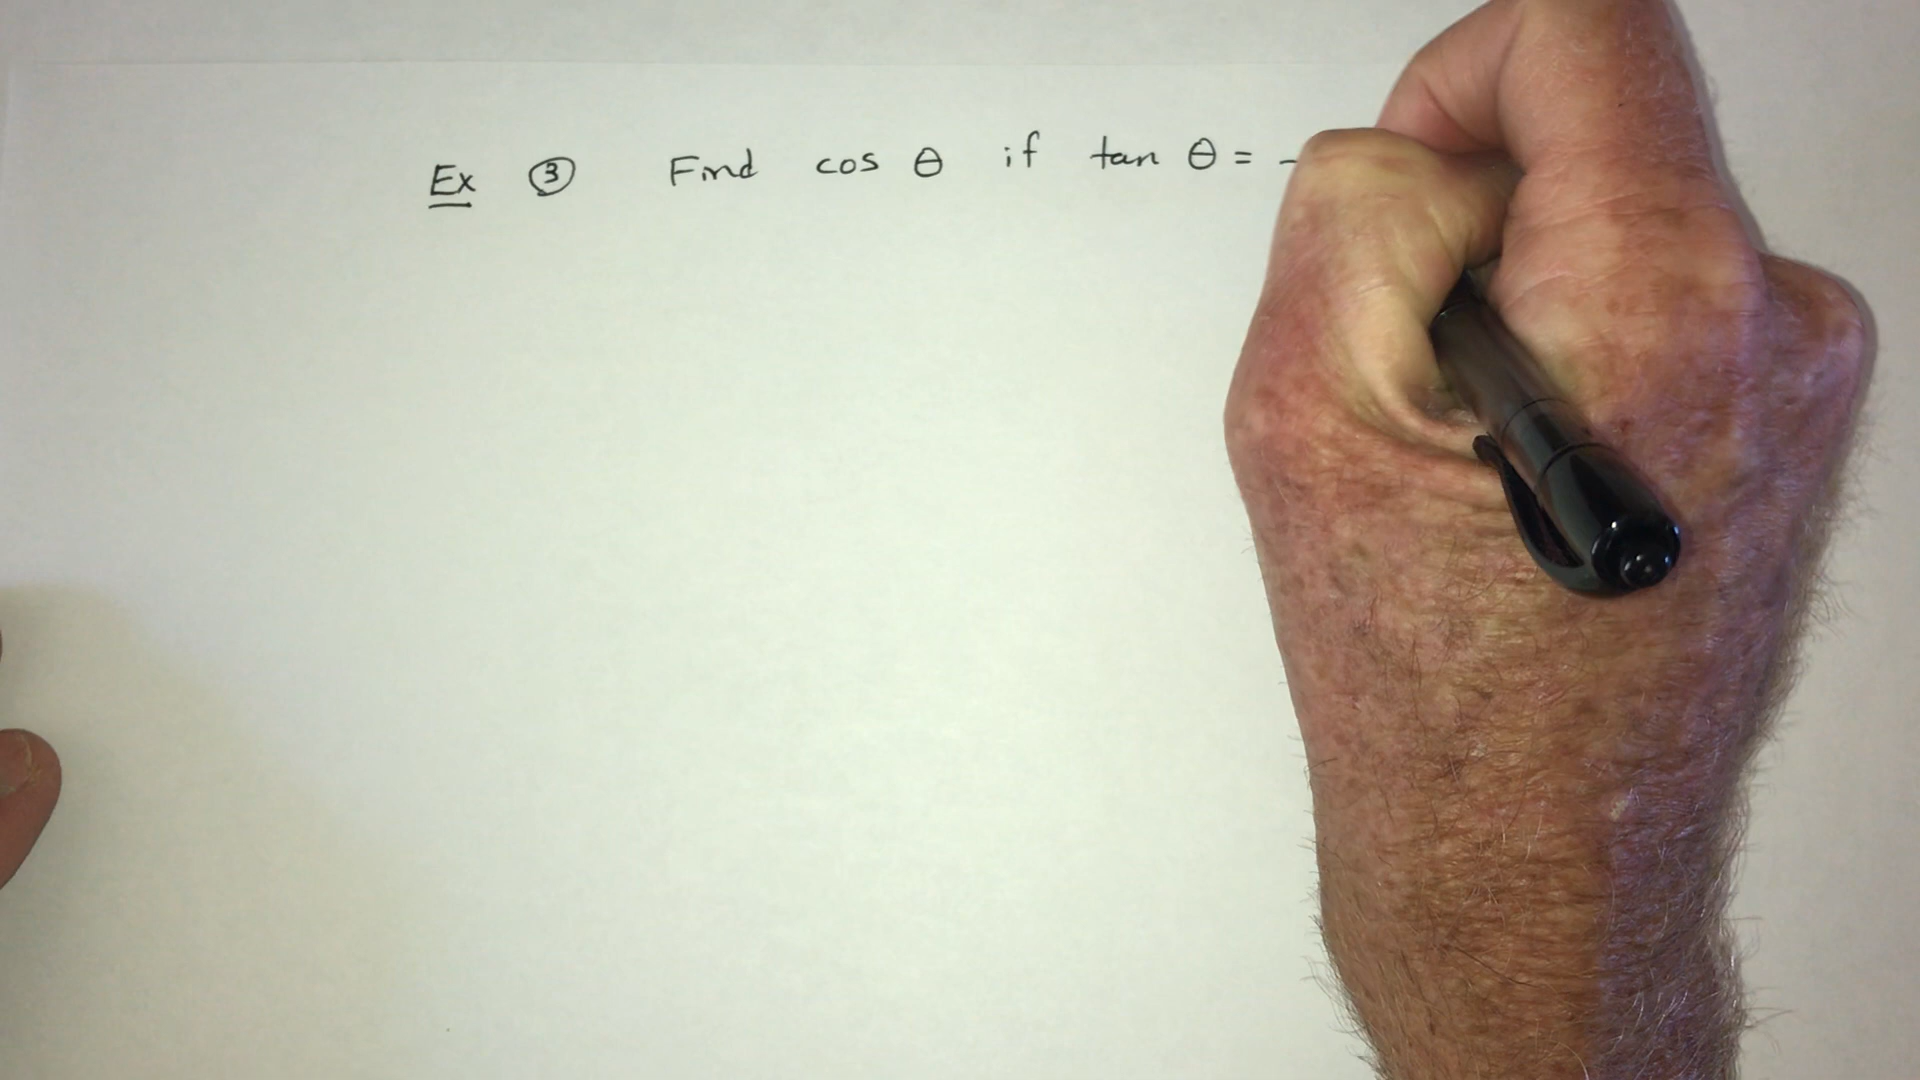 Ex ③ Find cos θ if tan θ = -